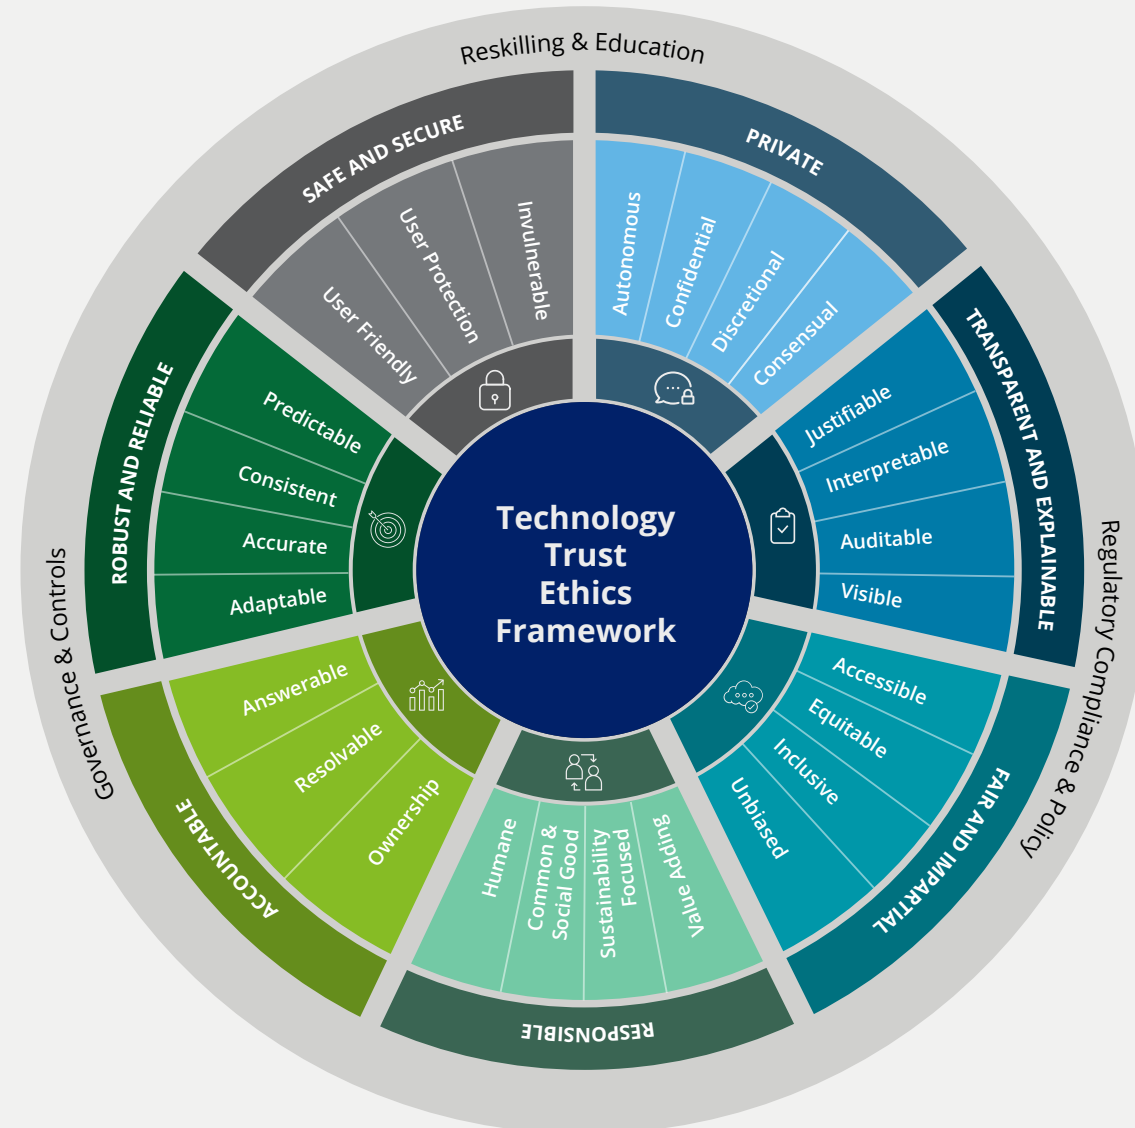 Reskilling & Education
Regulatory Compliance & Policy
Governance & Controls
Technology
Trust
Ethics
Framework
PRIVATE
Autonomous
Confidential
Discretional
Consensual
TRANSPARENT AND EXPLAINABLE
Justifiable
Interpretable
Auditable
Visible
FAIR AND IMPARTIAL
Accessible
Equitable
Inclusive
Unbiased
RESPONSIBLE
Value Adding
Sustainability
Focused
Common &
Social Good
Humane
ACCOUNTABLE
Ownership
Resolvable
Answerable
ROBUST AND RELIABLE
Adaptable
Accurate
Consistent
Predictable
SAFE AND SECURE
User Friendly
User Protection
Invulnerable